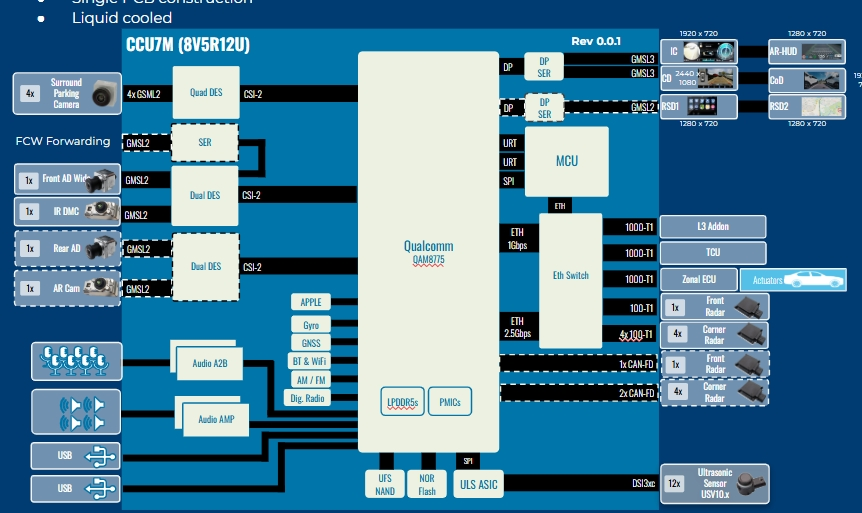 Single PCB construction
Liquid cooled
CCU7M (8V5R12U)
Rev 0.0.1
4x
Surround
Parking
Camera
4x GSML2
Quad DES
CSI-2
FCW Forwarding
GMSL2
SER
1x
Front AD Wide
GMSL2
Dual DES
CSI-2
1x
IR DMC
GMSL2
1x
Rear AD
GMSL2
Dual DES
CSI-2
1x
AR Cam
GMSL2
APPLE
Gyro
GNSS
BT & WiFi
AM / FM
Dig. Radio
Audio A2B
Audio AMP
USB
USB
Qualcomm
QAM8775
LPDDR5s
PMICs
UFS
NAND
NOR
Flash
SPI
ULS ASIC
DP
DP
SER
GMSL3
GMSL3
DP
DP
SER
GMSL2
URT
URT
SPI
MCU
ETH
ETH
1Gbps
ETH
2.5Gbps
Eth Switch
1000-T1
1000-T1
1000-T1
100-T1
4x 100-T1
1x CAN-FD
2x CAN-FD
DSI3xc
1920 x 720
1280 x 720
IC
AR-HUD
CD
2440 x
1080
CoD
RSD1
RSD2
1280 x 720
1280 x 720
L3 Addon
TCU
Zonal ECU
Actuators
1x
Front
Radar
4x
Corner
Radar
1x
Front
Radar
4x
Corner
Radar
12x
Ultrasonic
Sensor
USV10.x